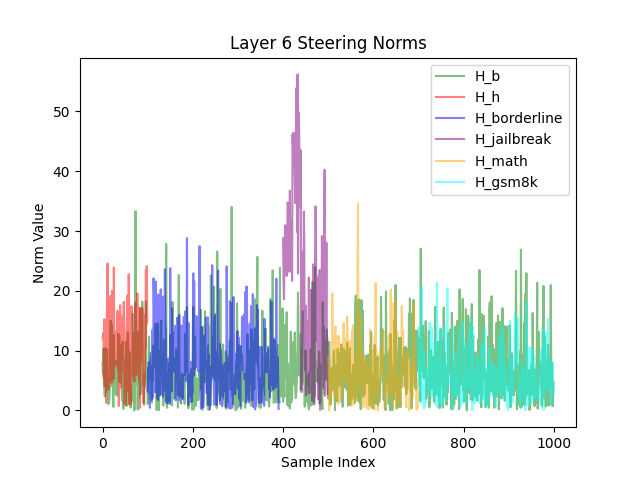 Layer 6 Steering Norms
H_b
H_h
H_borderline
H_jailbreak
H_math
H_gsm8k
Norm Value
50
40
30
20
10
0
0 200 400 600 800 1000
Sample Index